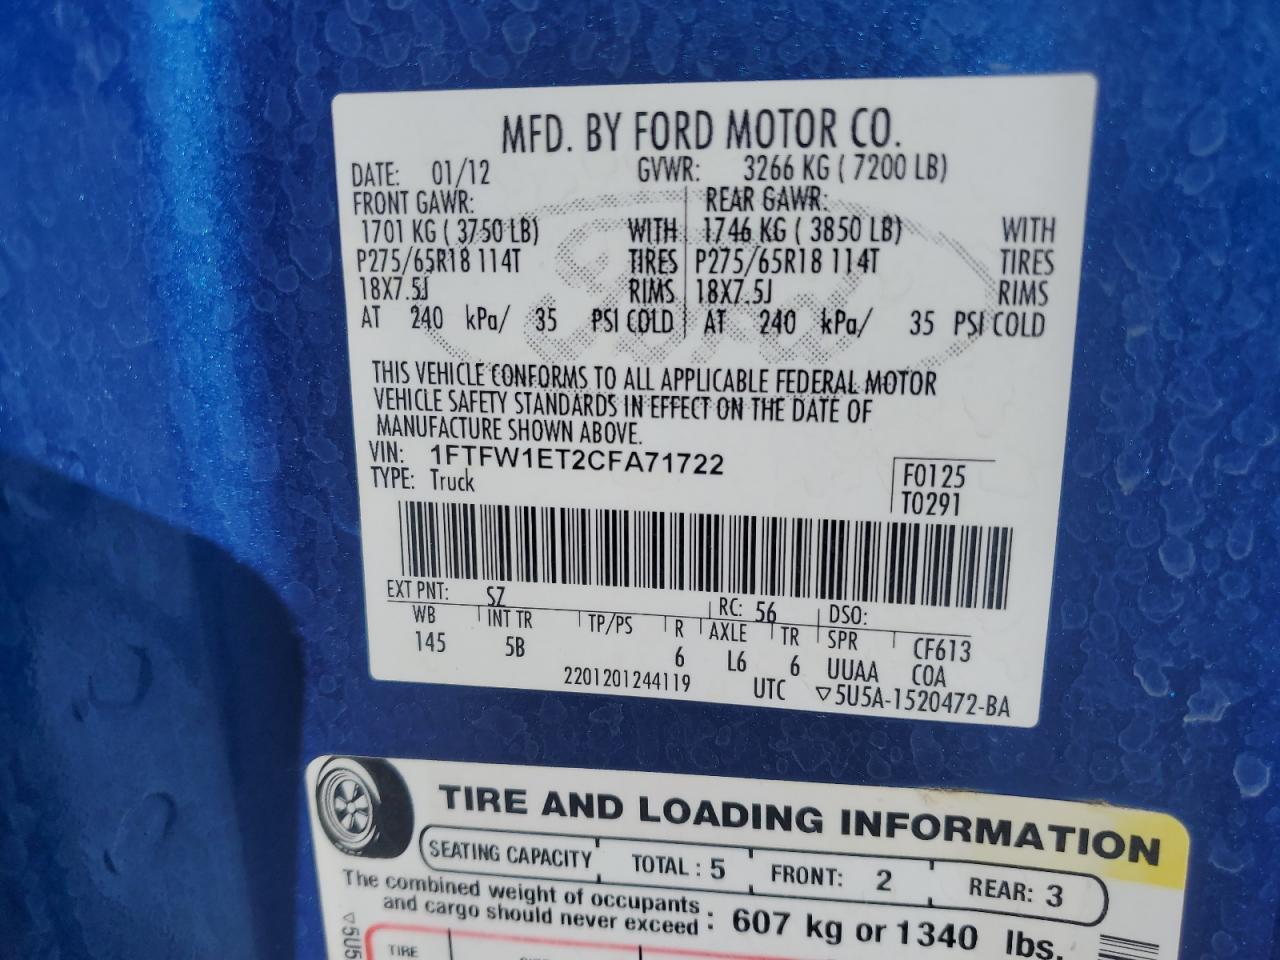 MFD. BY FORD MOTOR CO.
DATE: 01/12 GVWR: 3266 KG ( 7200 LB)
FRONT GAWR: REAR GAWR:
1701 KG ( 3750 LB) WITH 1746 KG ( 3850 LB) WITH
P275/65R18 114T TIRES P275/65R18 114T TIRES
18X7.5J RIMS 18X7.5J RIMS
AT 240 kPa/ 35 PSI COLD AT 240 kPa/ 35 PSI COLD
Ford
THIS VEHICLE CONFORMS TO ALL APPLICABLE FEDERAL MOTOR
VEHICLE SAFETY STANDARDS IN EFFECT ON THE DATE OF
MANUFACTURE SHOWN ABOVE.
VIN: 1FTFW1ET2CFA71722
TYPE: Truck
F0125
T0291
EXT PNT: SZ RC: 56 DSO:
WB INT TR TP/PS R AXLE TR SPR CF613
145 5B 6 L6 6 UUAA COA
2201201244119 UTC ▽5U5A-1520472-BA
TIRE AND LOADING INFORMATION
SEATING CAPACITY TOTAL : 5 FRONT: 2 REAR: 3
The combined weight of occupants
and cargo should never exceed : 607 kg or 1340 lbs.
▽5U5
TIRE